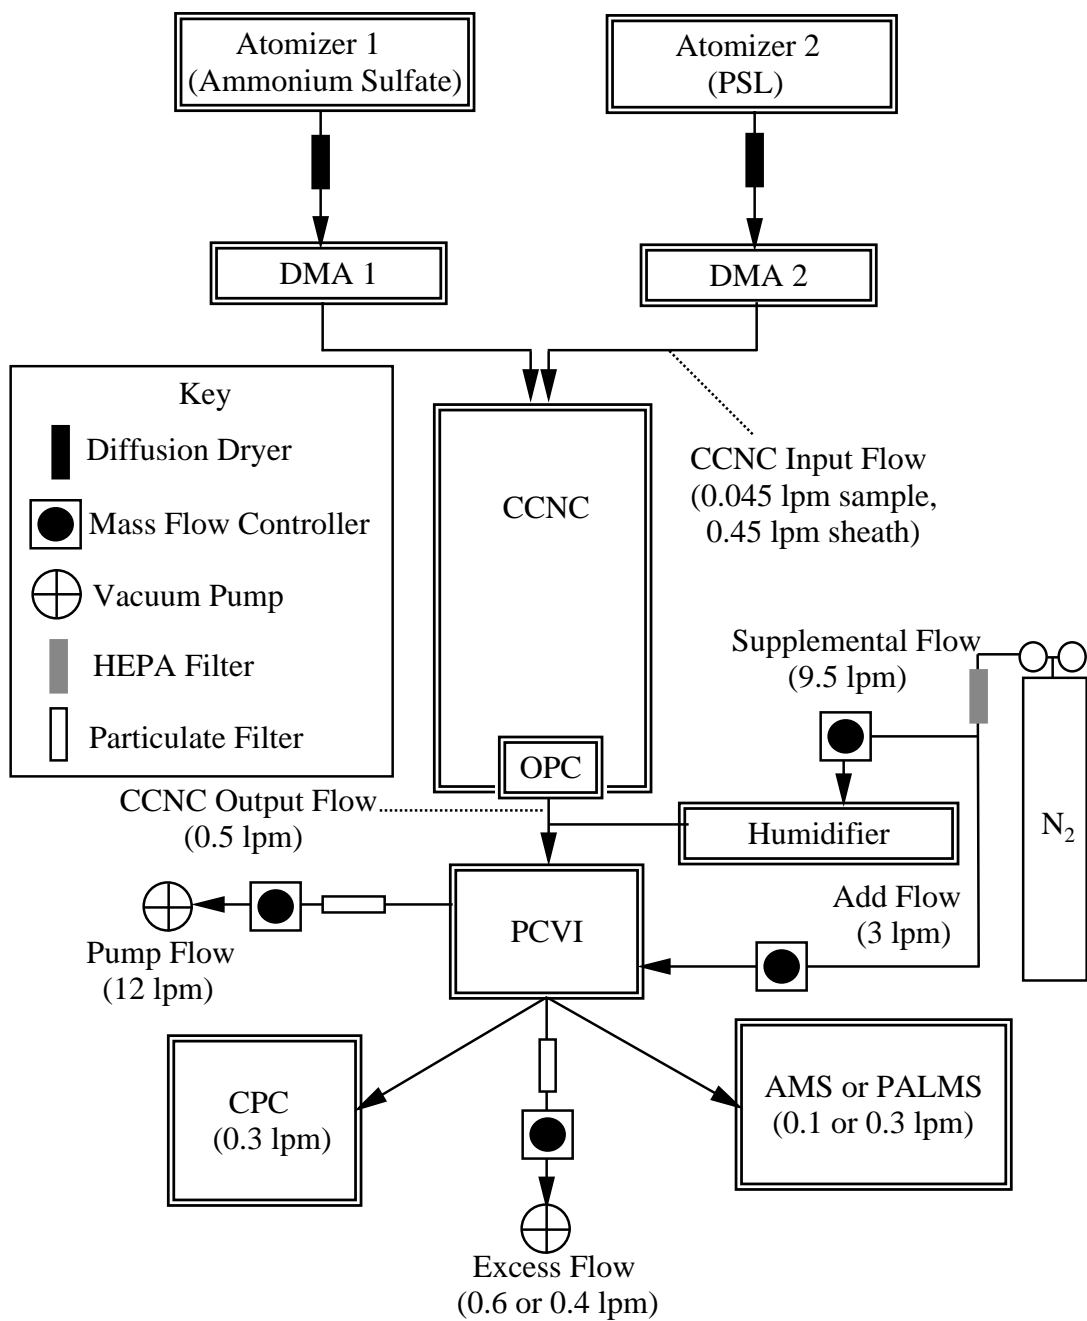 Atomizer 1
(Ammonium Sulfate)
Atomizer 2
(PSL)
DMA 1
DMA 2
Key
Diffusion Dryer
Mass Flow Controller
Vacuum Pump
HEPA Filter
Particulate Filter
CCNC
CCNC Input Flow
(0.045 lpm sample,
0.45 lpm sheath)
Supplemental Flow
(9.5 lpm)
OPC
CCNC Output Flow
(0.5 lpm)
Humidifier
N₂
PCVI
Add Flow
(3 lpm)
Pump Flow
(12 lpm)
CPC
(0.3 lpm)
AMS or PALMS
(0.1 or 0.3 lpm)
Excess Flow
(0.6 or 0.4 lpm)